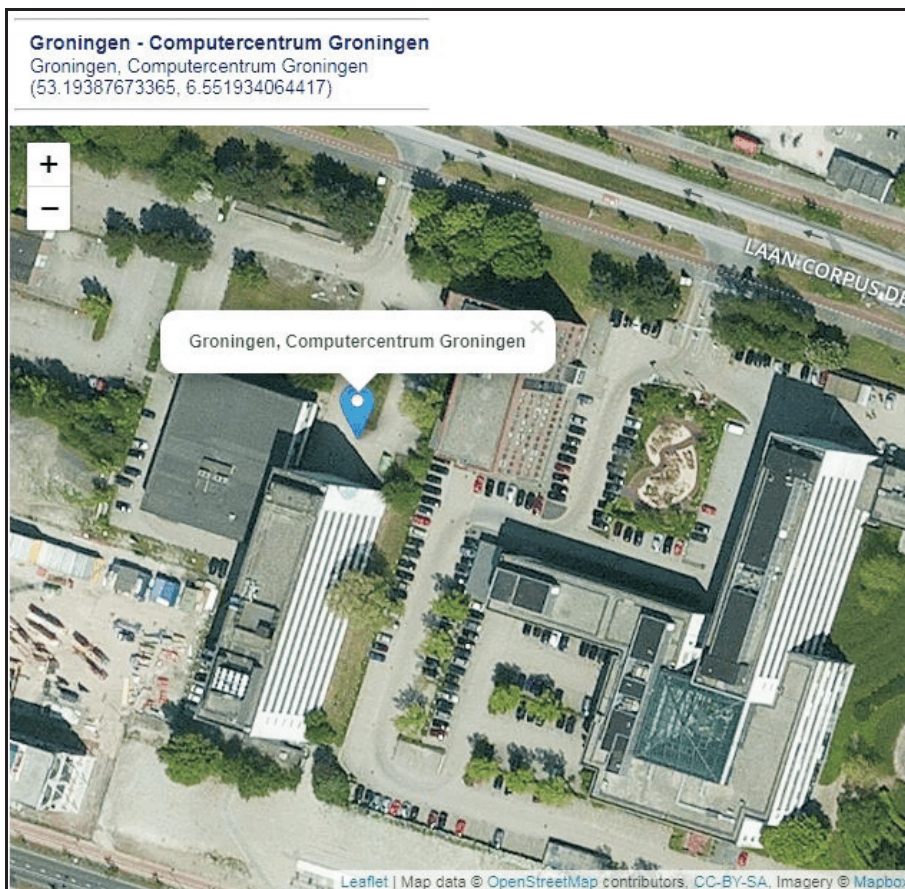 Groningen - Computercentrum Groningen
Groningen, Computercentrum Groningen
(53.19387673365, 6.551934064417)
+
−
LAAN CORPUS DE
Groningen, Computercentrum Groningen ×
Leaflet | Map data © OpenStreetMap contributors, CC-BY-SA, Imagery © Mapbox